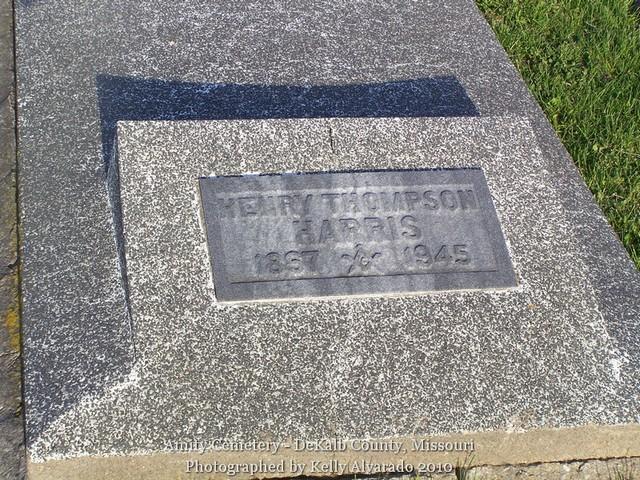 HENRY THOMPSON
HARRIS
1867 1945
Amity Cemetery ~ DeKalb County, Missouri
Photographed by Kelly Alvarado 2010